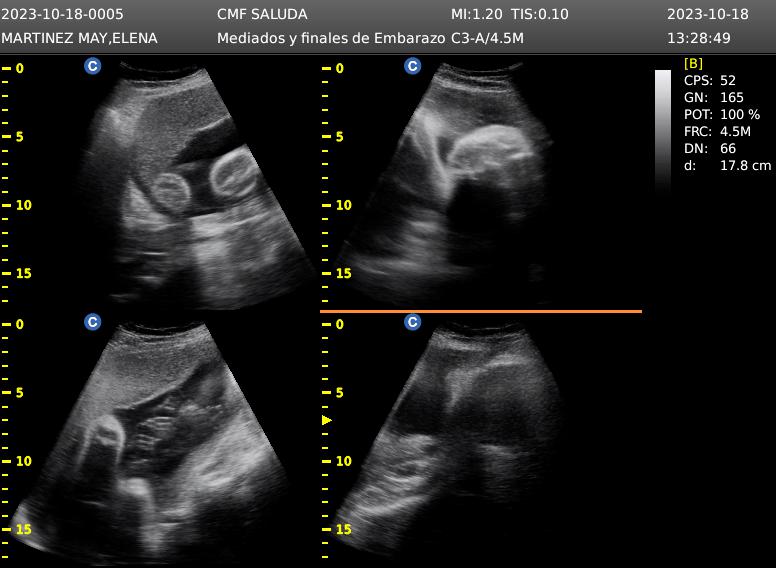 2023-10-18-0005 CMF SALUDA MI:1.20 TIS:0.10 2023-10-18
MARTINEZ MAY,ELENA Mediados y finales de Embarazo C3-A/4.5M 13:28:49
[B]
CPS: 52
GN: 165
POT: 100 %
FRC: 4.5M
DN: 66
d: 17.8 cm
C C
0 0
5 5
10 10
15 15
C C
0 0
5 5
10 10
15 15